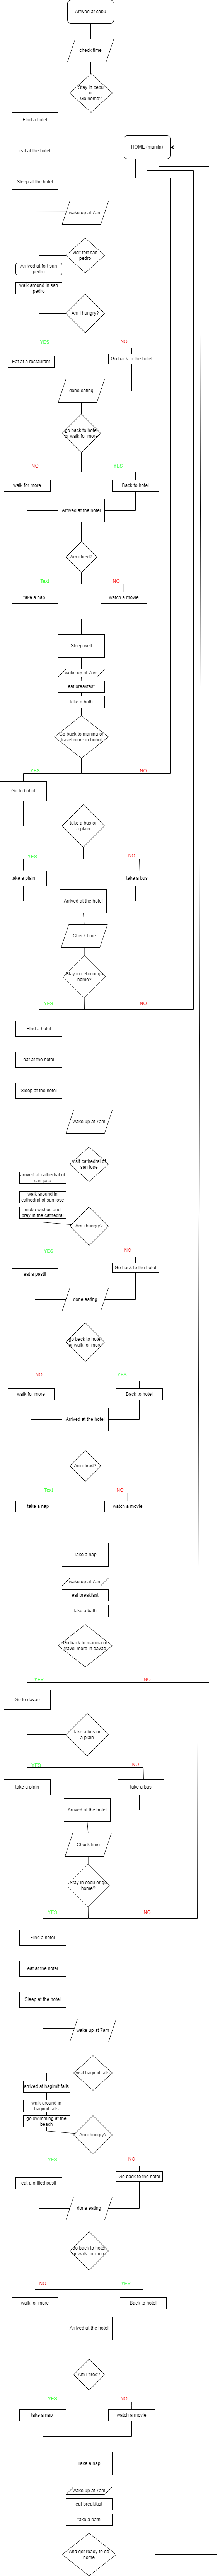 Arrived at cebu
check time
Stay in cebu
or
Go home?
FInd a hotel
HOME (manila)
eat at the hotel
Sleep at the hotel
wake up at 7am
visit fort san
pedro
Arrived at fort san
pedro
walk around in san
pedro
Am i hungry?
YES
NO
Eat at a restaurant
Go back to the hotel
done eating
go back to hotel
or walk for more
NO
YES
walk for more
Back to hotel
Arrived at the hotel
Am i tired?
Text
NO
take a nap
watch a movie
Sleep well
wake up at 7am
eat breakfast
take a bath
Go back to manina or
travel more in bohol
YES
NO
Go to bohol
take a bus or
a plain
YES
NO
take a plain
take a bus
Arrived at the hotel
Check time
Stay in cebu or go
home?
YES
NO
Find a hotel
eat at the hotel
Sleep at the hotel
wake up at 7am
visit cathedral of
san jose
arrived at cathedral of
san jose
walk around in
cathedral of san jose
make wishes and
pray in the cathedral
Am i hungry?
YES
NO
eat a pastil
Go back to the hotel
done eating
go back to hotel
or walk for more
NO
YES
walk for more
Back to hotel
Arrived at the hotel
Am i tired?
Text
NO
take a nap
watch a movie
Take a nap
wake up at 7am
eat breakfast
take a bath
Go back to manina or
travel more in davao
YES
NO
Go to davao
take a bus or
a plain
YES
NO
take a plain
take a bus
Arrived at the hotel
Check time
Stay in cebu or go
home?
YES
NO
FInd a hotel
eat at the hotel
Sleep at the hotel
wake up at 7am
visit hagimit falls
arrived at hagimit falls
walk around in
hagimit falls
go swimming at the
beach
Am i hungry?
YES
NO
eat a grilled pusit
Go back to the hotel
done eating
go back to hotel
or walk for more
NO
YES
walk for more
Back to hotel
Arrived at the hotel
Am i tired?
YES
NO
take a nap
watch a movie
Take a nap
wake up at 7am
eat breakfast
take a bath
And get ready to go
home